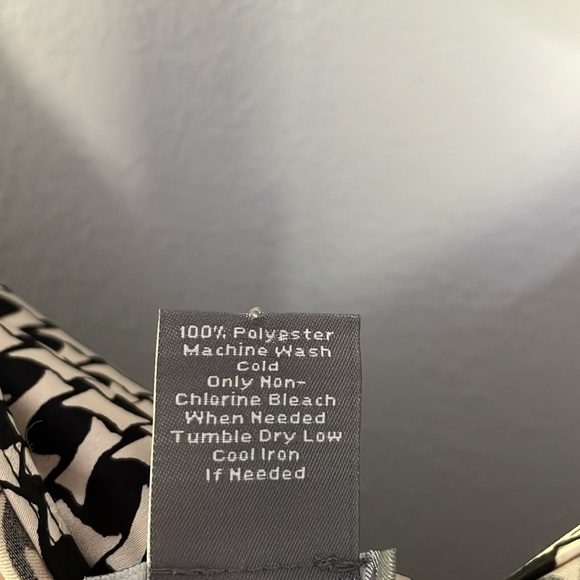 100% Polyester
Machine Wash
Cold
Only Non-
Chlorine Bleach
When Needed
Tumble Dry Low
Cool Iron
If Needed